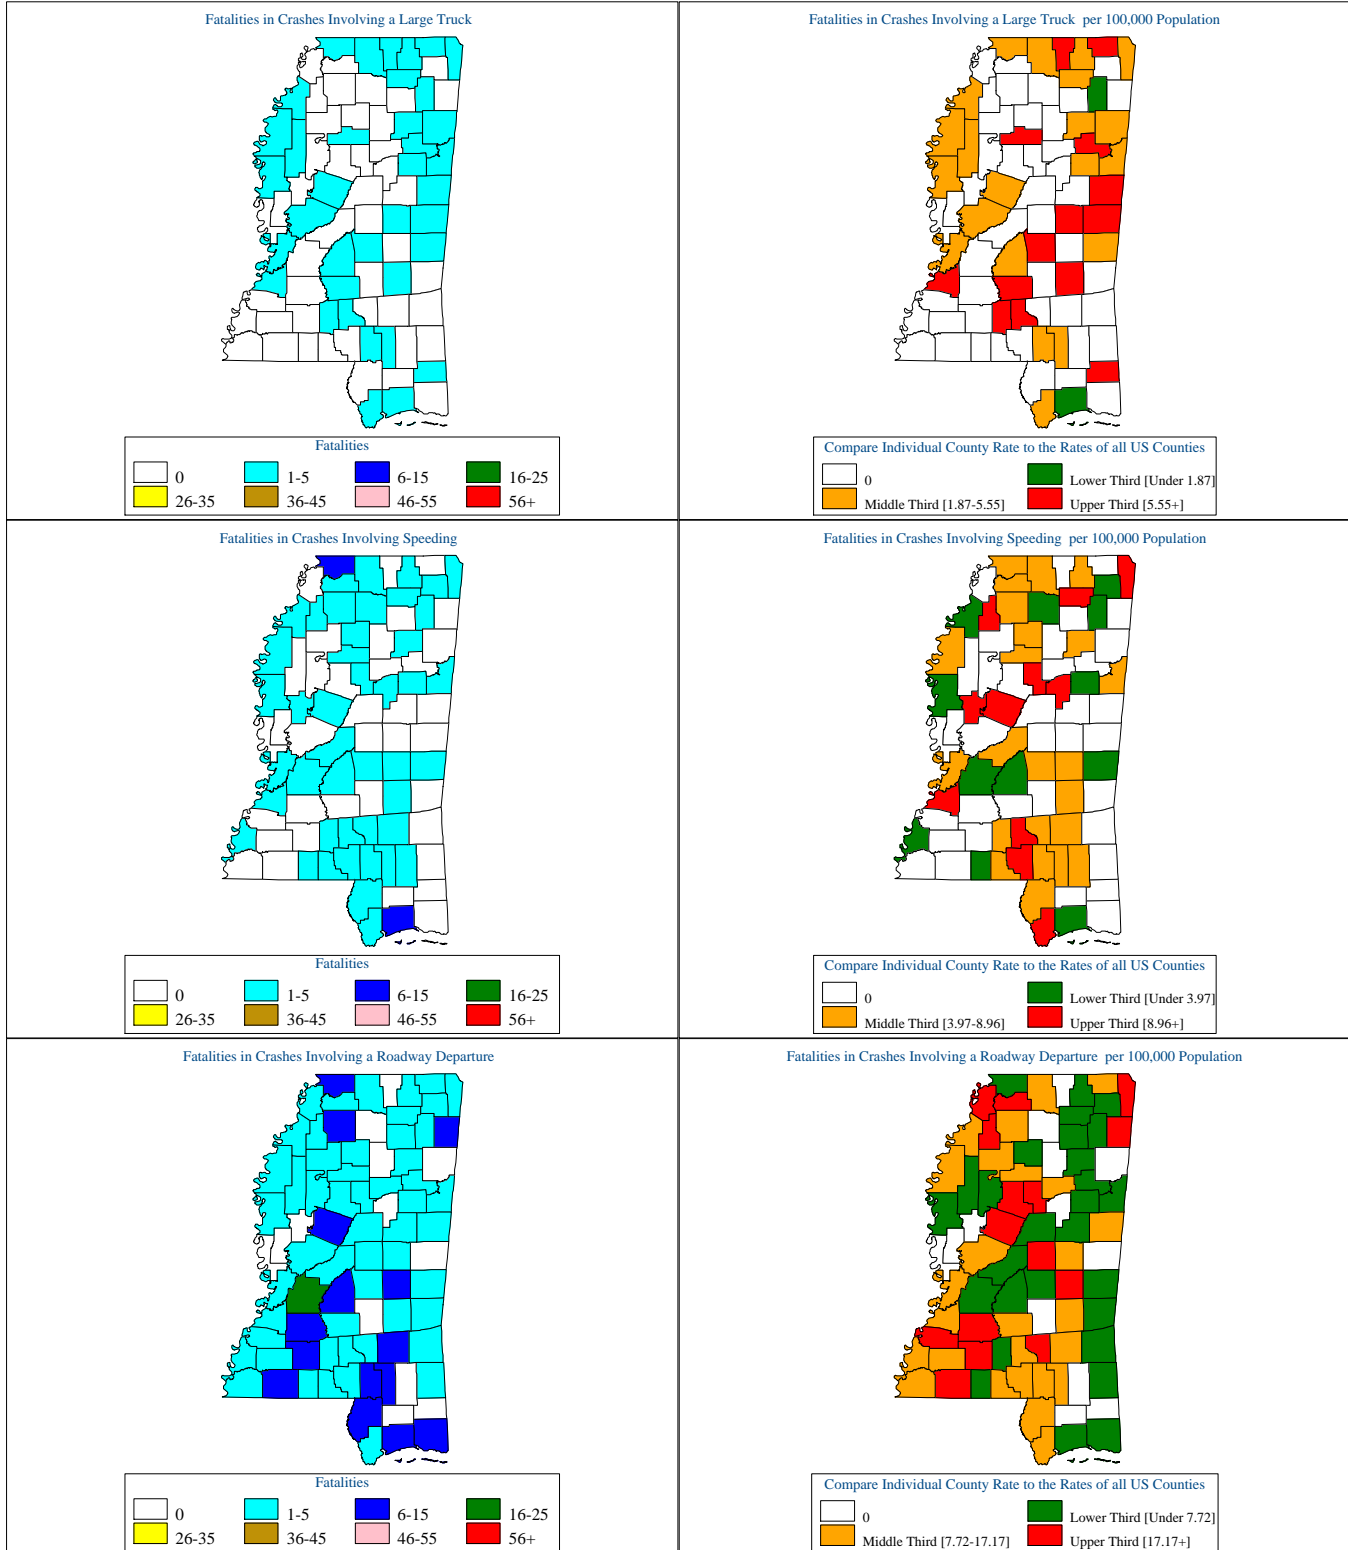 Fatalities in Crashes Involving a Large Truck
Fatalities
0
1-5
6-15
16-25
26-35
36-45
46-55
56+
Fatalities in Crashes Involving a Large Truck per 100,000 Population
Compare Individual County Rate to the Rates of all US Counties
0
Lower Third [Under 1.87]
Middle Third [1.87-5.55]
Upper Third [5.55+]
Fatalities in Crashes Involving Speeding
Fatalities
0
1-5
6-15
16-25
26-35
36-45
46-55
56+
Fatalities in Crashes Involving Speeding per 100,000 Population
Compare Individual County Rate to the Rates of all US Counties
0
Lower Third [Under 3.97]
Middle Third [3.97-8.96]
Upper Third [8.96+]
Fatalities in Crashes Involving a Roadway Departure
Fatalities
0
1-5
6-15
16-25
26-35
36-45
46-55
56+
Fatalities in Crashes Involving a Roadway Departure per 100,000 Population
Compare Individual County Rate to the Rates of all US Counties
0
Lower Third [Under 7.72]
Middle Third [7.72-17.17]
Upper Third [17.17+]